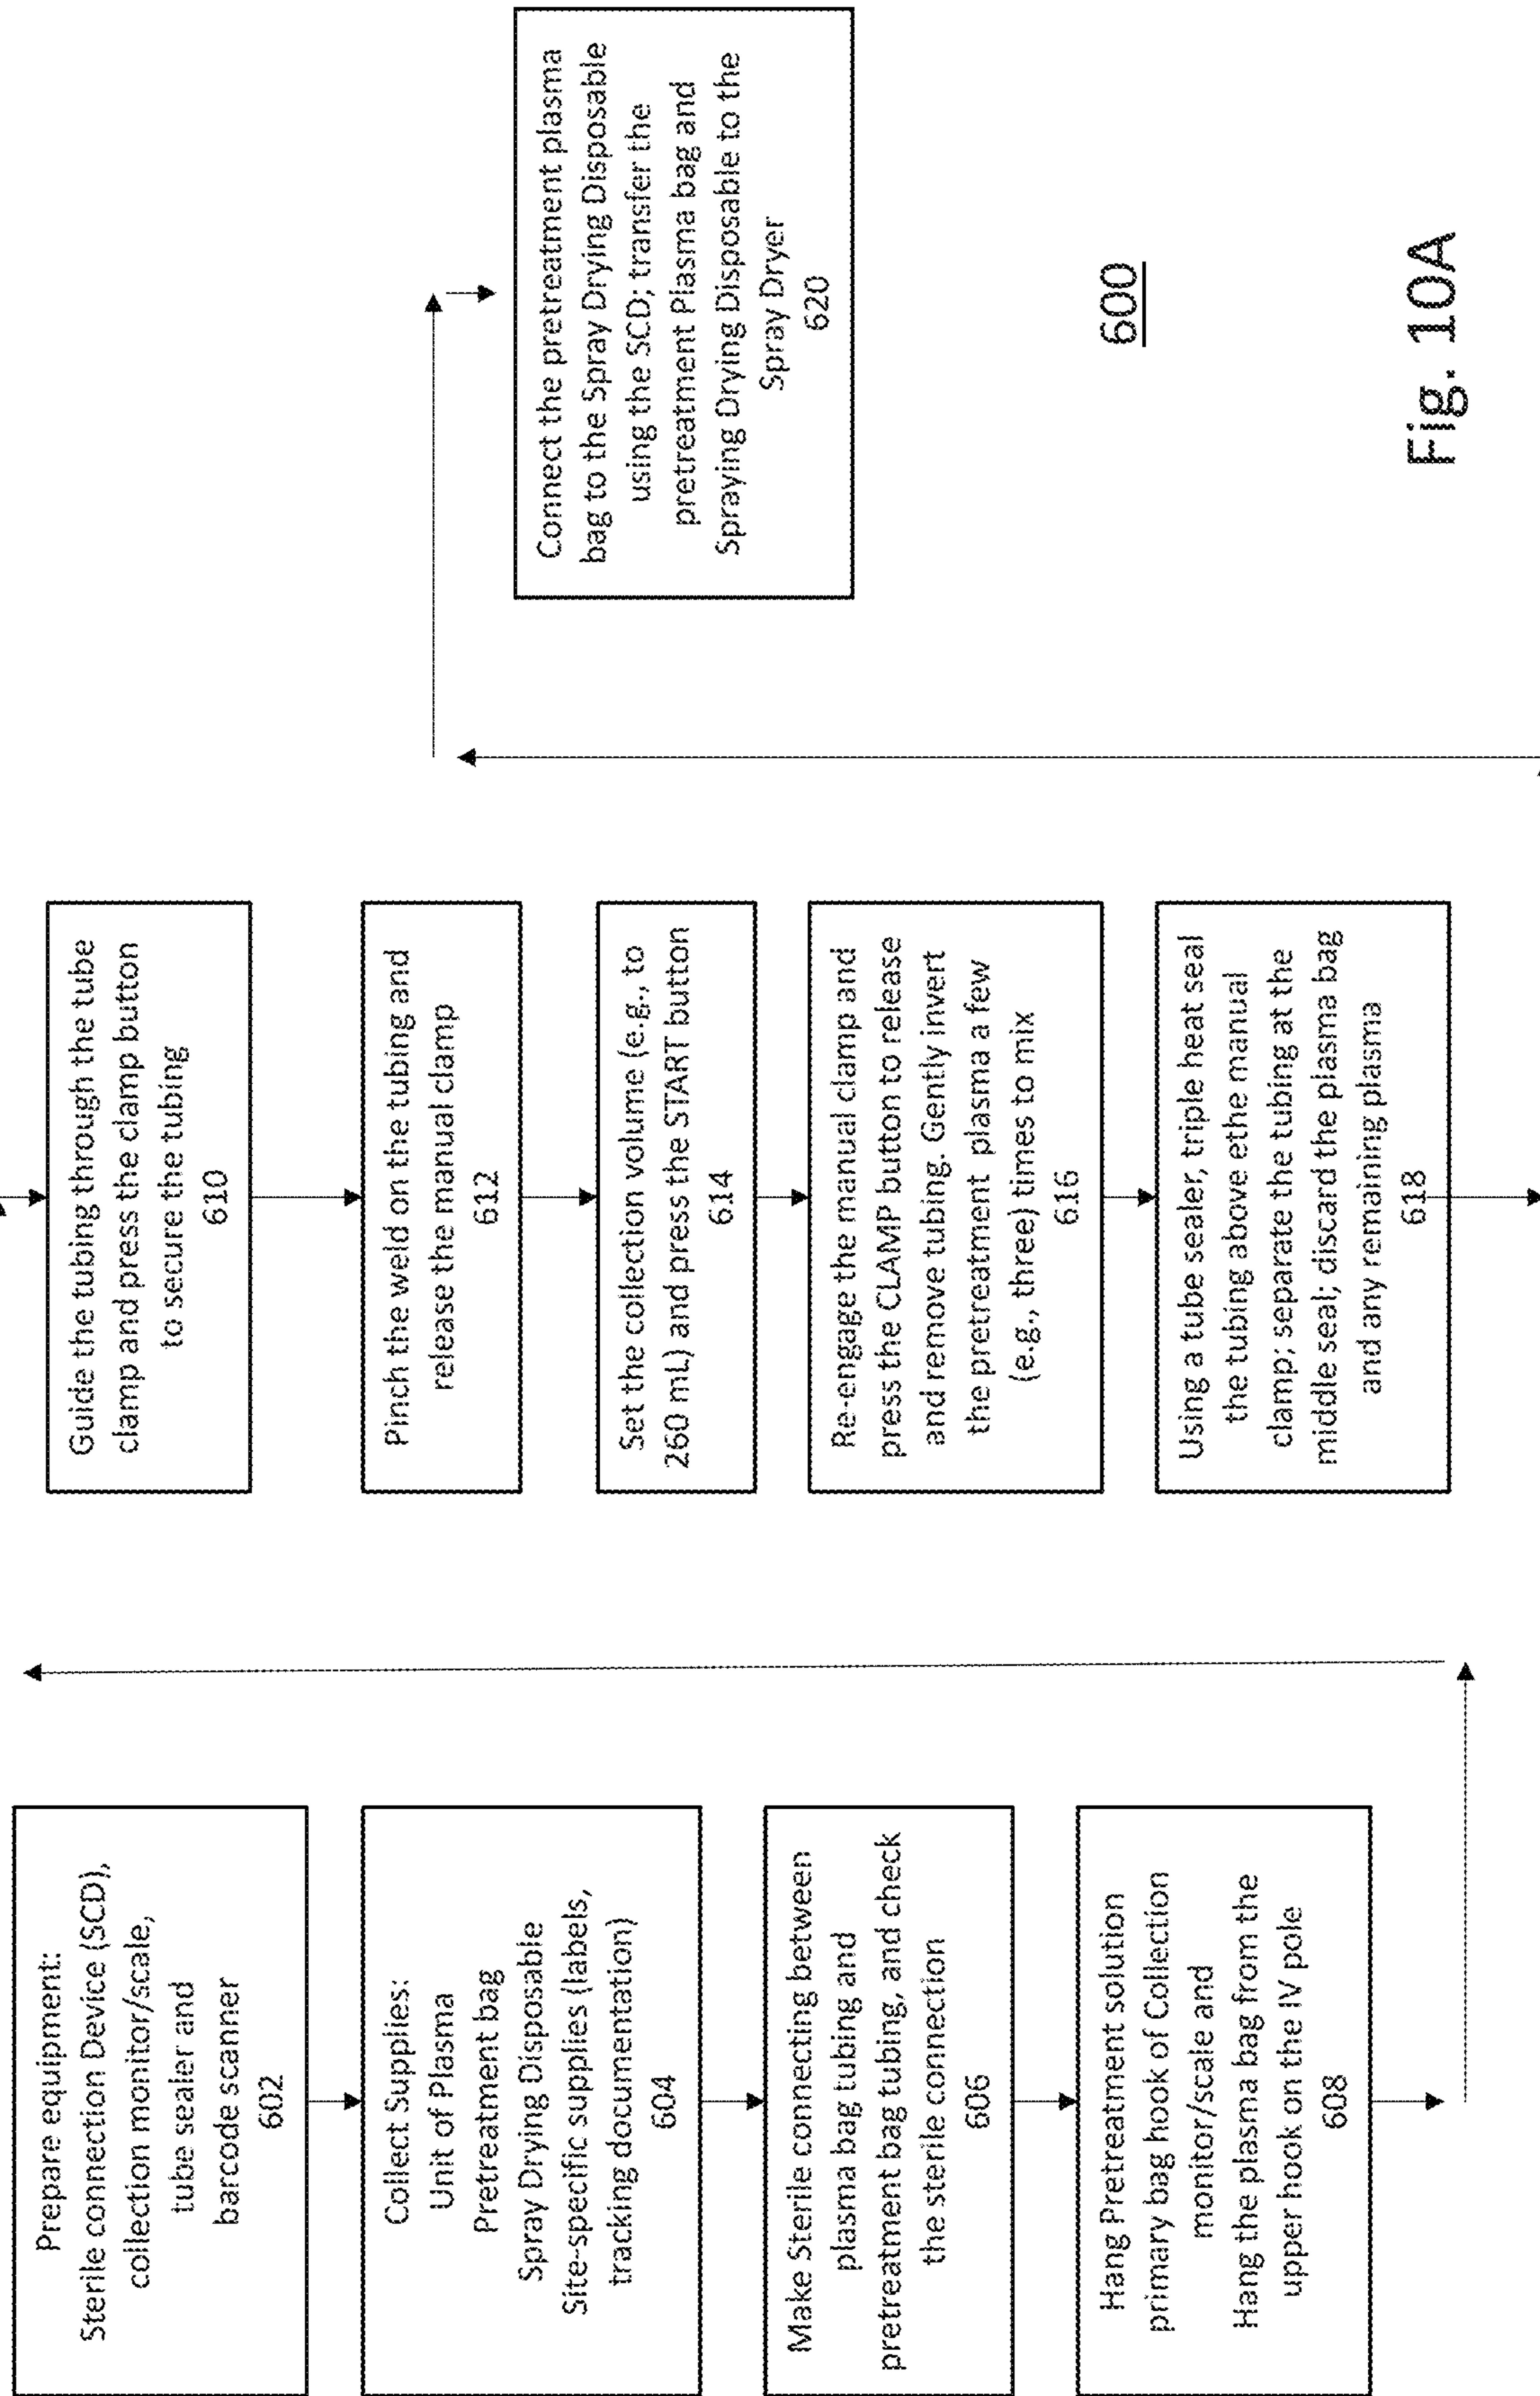 Prepare equipment:
Sterile connection Device (SCD),
collection monitor/scale,
tube sealer and
barcode scanner
602
Collect Supplies:
Unit of Plasma
Pretreatment bag
Spray Drying Disposable
Site-specific supplies (labels,
tracking documentation)
604
Make Sterile connecting between
plasma bag tubing and
pretreatment bag tubing, and check
the sterile connection
606
Hang Pretreatment solution
primary bag hook of Collection
monitor/scale and
Hang the plasma bag from the
upper hook on the IV pole
608
Guide the tubing through the tube
clamp and press the clamp button
to secure the tubing
610
Pinch the weld on the tubing and
release the manual clamp
612
Set the collection volume (e.g., to
260 mL) and press the START button
614
Re-engage the manual clamp and
press the CLAMP button to release
and remove tubing. Gently invert
the pretreatment plasma a few
(e.g., three) times to mix
616
Using a tube sealer, triple heat seal
the tubing above ethe manual
clamp; separate the tubing at the
middle seal; discard the plasma bag
and any remaining plasma
618
Connect the pretreatment plasma
bag to the Spray Drying Disposable
using the SCD; transfer the
pretreatment Plasma bag and
Spraying Drying Disposable to the
Spray Dryer
620
600
Fig. 10A